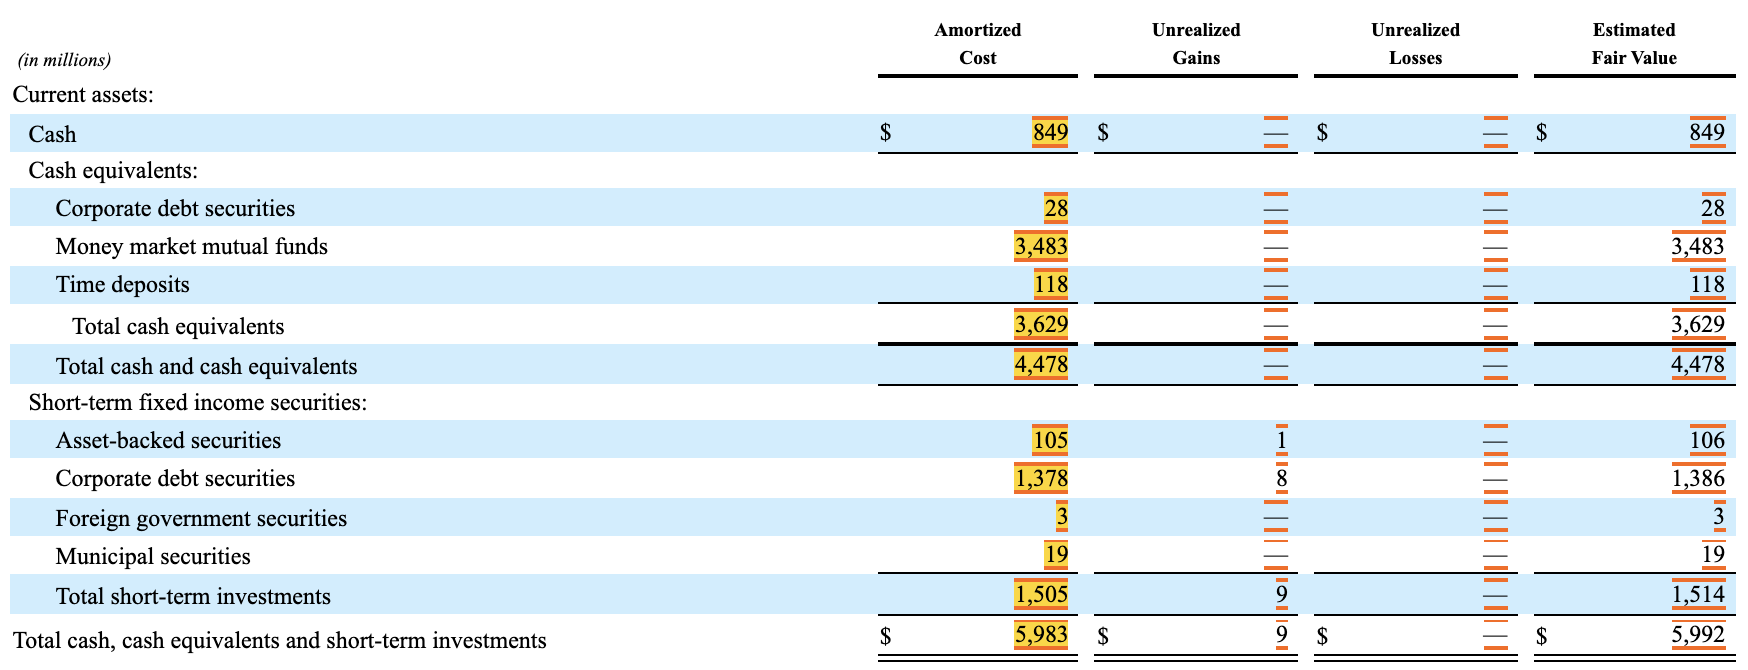 Amortized Unrealized Unrealized Estimated
(in millions) Cost Gains Losses Fair Value
Current assets:
Cash $ 849 $ — $ — $ 849
Cash equivalents:
Corporate debt securities 28 — — 28
Money market mutual funds 3,483 — — 3,483
Time deposits 118 — — 118
Total cash equivalents 3,629 — — 3,629
Total cash and cash equivalents 4,478 — — 4,478
Short-term fixed income securities:
Asset-backed securities 105 1 — 106
Corporate debt securities 1,378 8 — 1,386
Foreign government securities 3 — — 3
Municipal securities 19 — — 19
Total short-term investments 1,505 9 — 1,514
Total cash, cash equivalents and short-term investments $ 5,983 $ 9 $ — $ 5,992